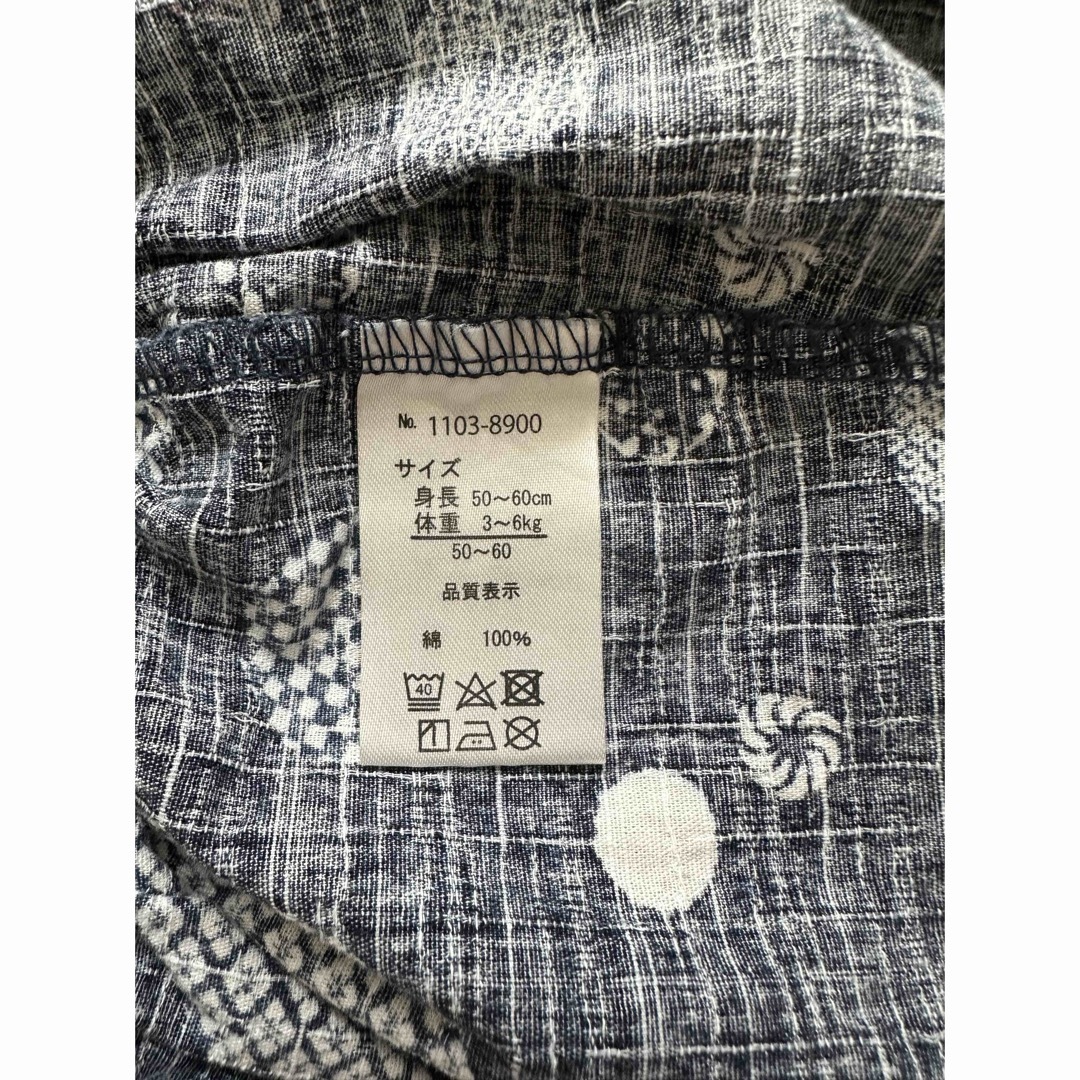 № 1103-8900
サイズ
身長 50～60cm
体重 3～6kg
50～60
品質表示
綿 100%
40